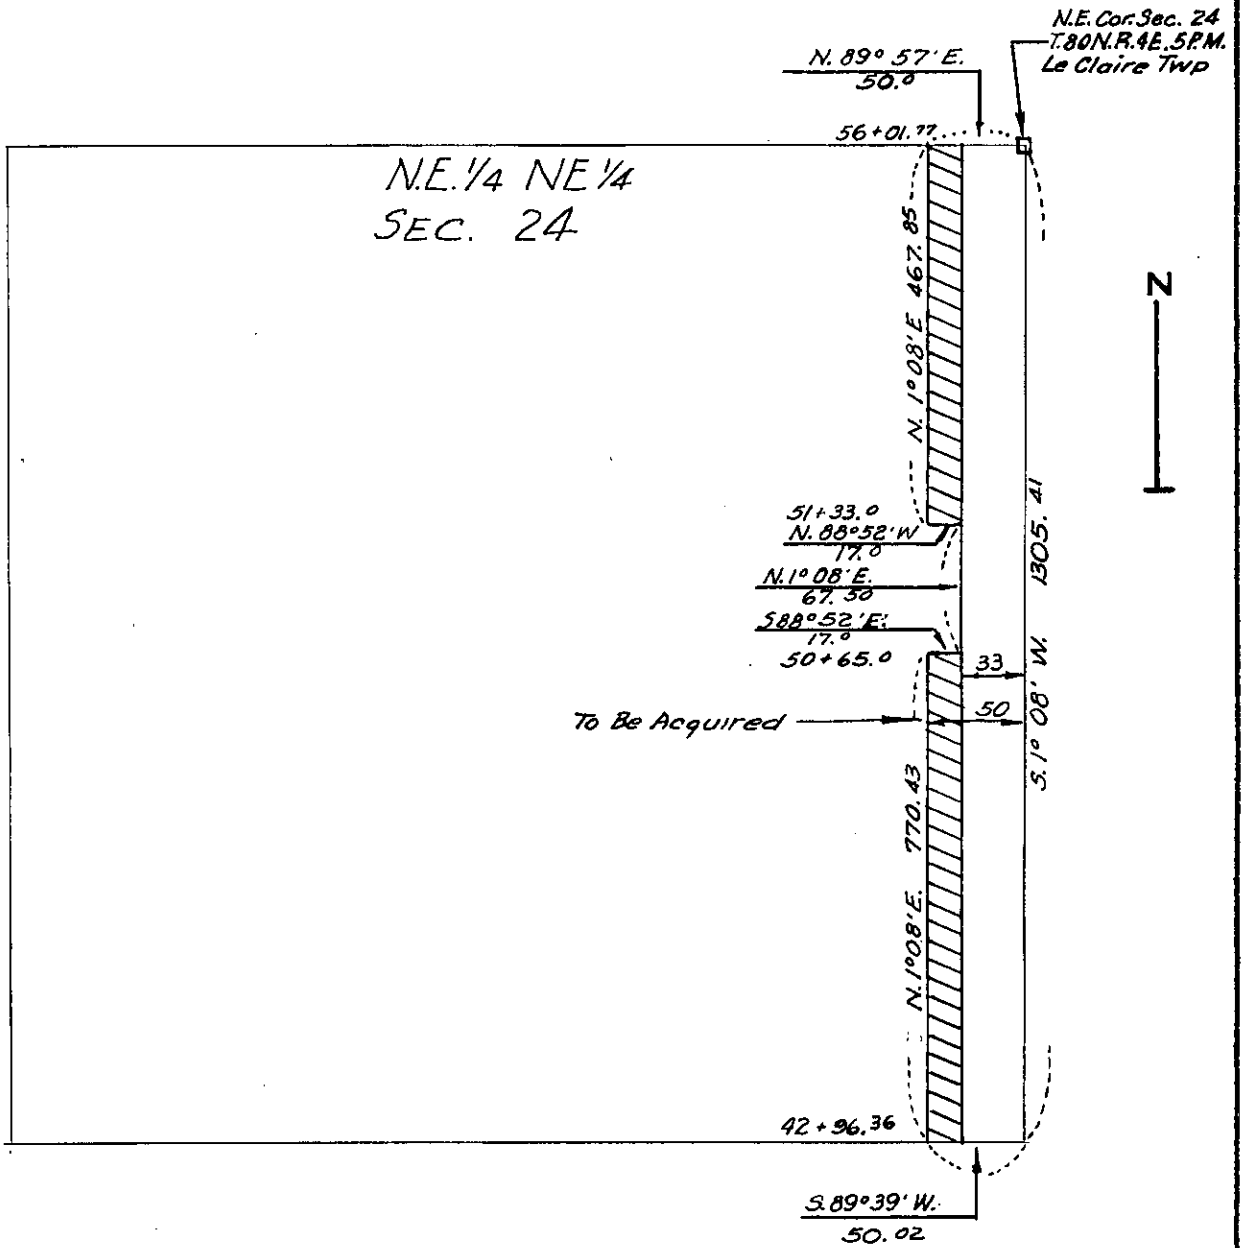 N.E. Cor. Sec. 24
T.80N.R.4E.5P.M.
Le Claire Twp
N. 89° 57' E.
50.0
56+01.77
N.E. 1/4 NE 1/4
SEC. 24
N. 1° 08' E 467.85
N
51+33.0
N. 88° 52' W
17.0
N. 1° 08' E.
67.50
S 88° 52' E.
17.0
50+65.0
33
50
S. 1° 08' W. 1305.41
To Be Acquired
N. 1° 08' E. 770.43
42+96.36
S. 89° 39' W.
50.02